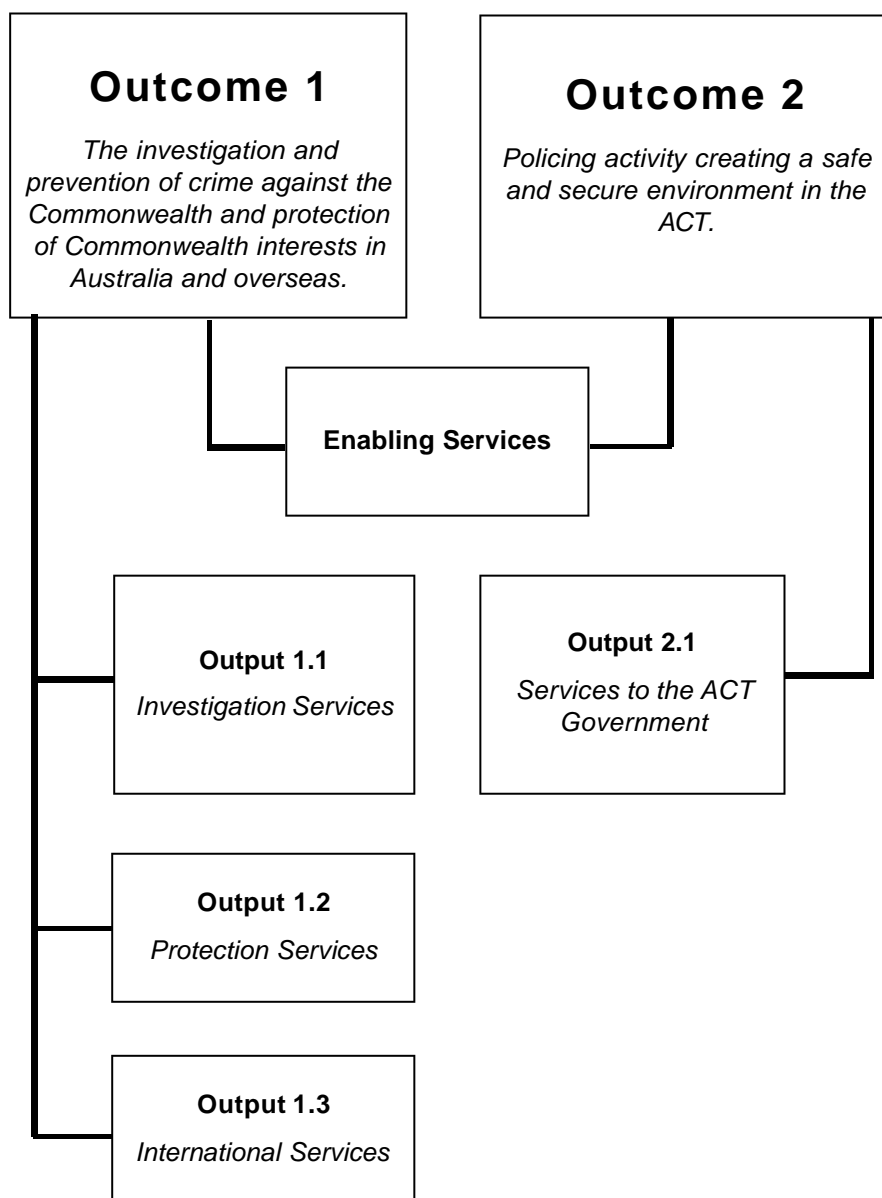 Outcome 1
The investigation and
prevention of crime against the
Commonwealth and protection
of Commonwealth interests in
Australia and overseas.
Outcome 2
Policing activity creating a safe
and secure environment in the
ACT.
Enabling Services
Output 1.1
Investigation Services
Output 2.1
Services to the ACT
Government
Output 1.2
Protection Services
Output 1.3
International Services